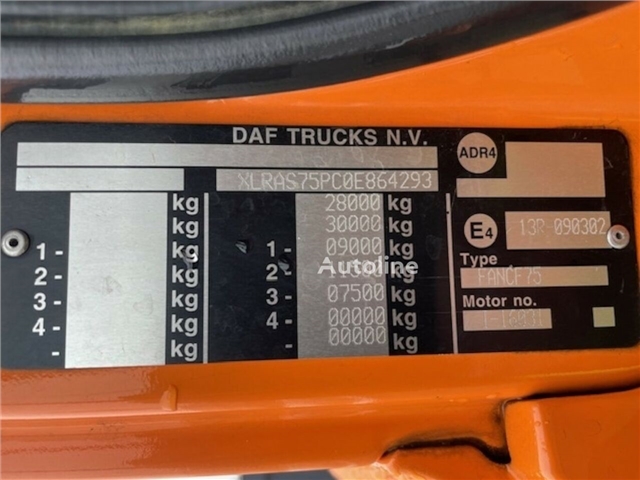 DAF TRUCKS N.V.
ADR4
XLRAS75PC0E864293
kg 28000 kg
kg 30000 kg
1- kg 1- 09000 kg
2- kg 2- kg
3- kg 3- 07500 kg
4- kg 4- 00000 kg
- kg 00000 kg
E4 13R-090302
Type
FANCF75
Motor no.
Autoline